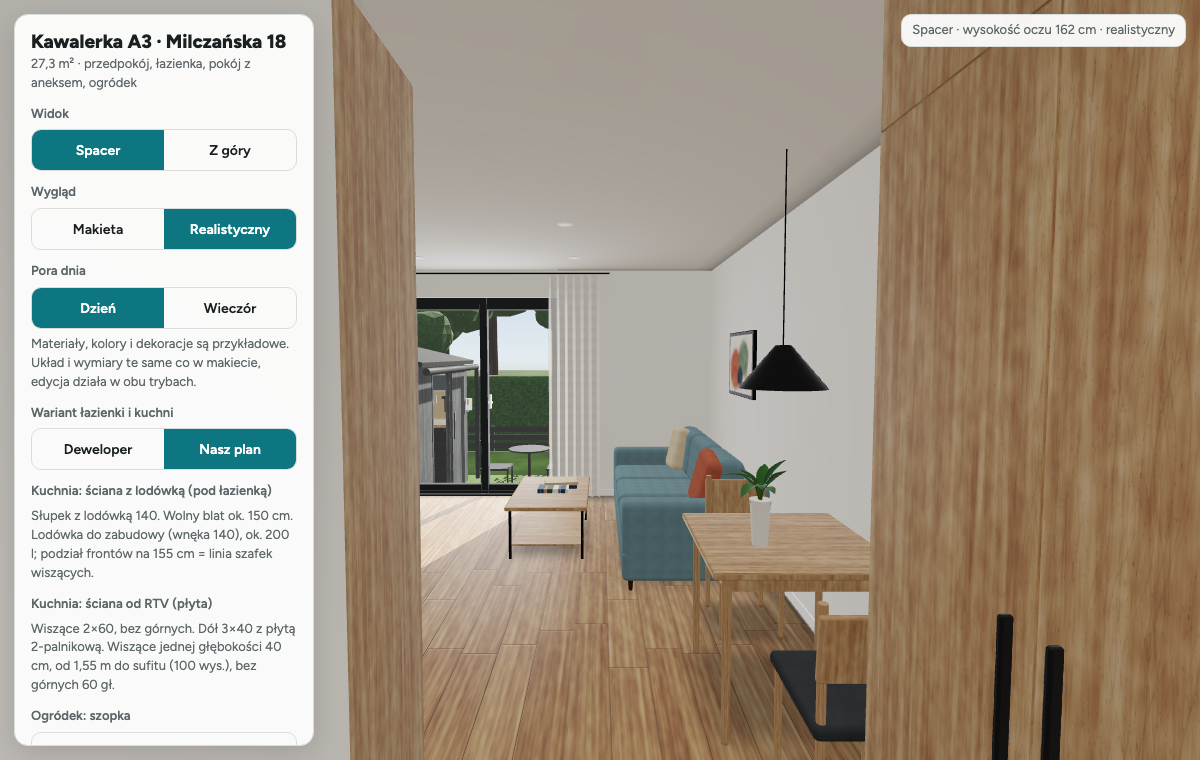 Kawalerka A3 · Milczańska 18
27,3 m² · przedpokój, łazienka, pokój z
aneksem, ogródek
Widok
Spacer
Z góry
Wygląd
Makieta
Realistyczny
Pora dnia
Dzień
Wieczór
Materiały, kolory i dekoracje są przykładowe.
Układ i wymiary te same co w makiecie,
edycja działa w obu trybach.
Wariant łazienki i kuchni
Deweloper
Nasz plan
Kuchnia: ściana z lodówką (pod łazienką)
Słupek z lodówką 140. Wolny blat ok. 150 cm.
Lodówka do zabudowy (wnęka 140), ok. 200
l; podział frontów na 155 cm = linia szafek
wiszących.
Kuchnia: ściana od RTV (płyta)
Wiszące 2×60, bez górnych. Dół 3×40 z płytą
2-palnikową. Wiszące jednej głębokości 40
cm, od 1,55 m do sufitu (100 wys.), bez
górnych 60 gł.
Ogródek: szopka
Spacer · wysokość oczu 162 cm · realistyczny